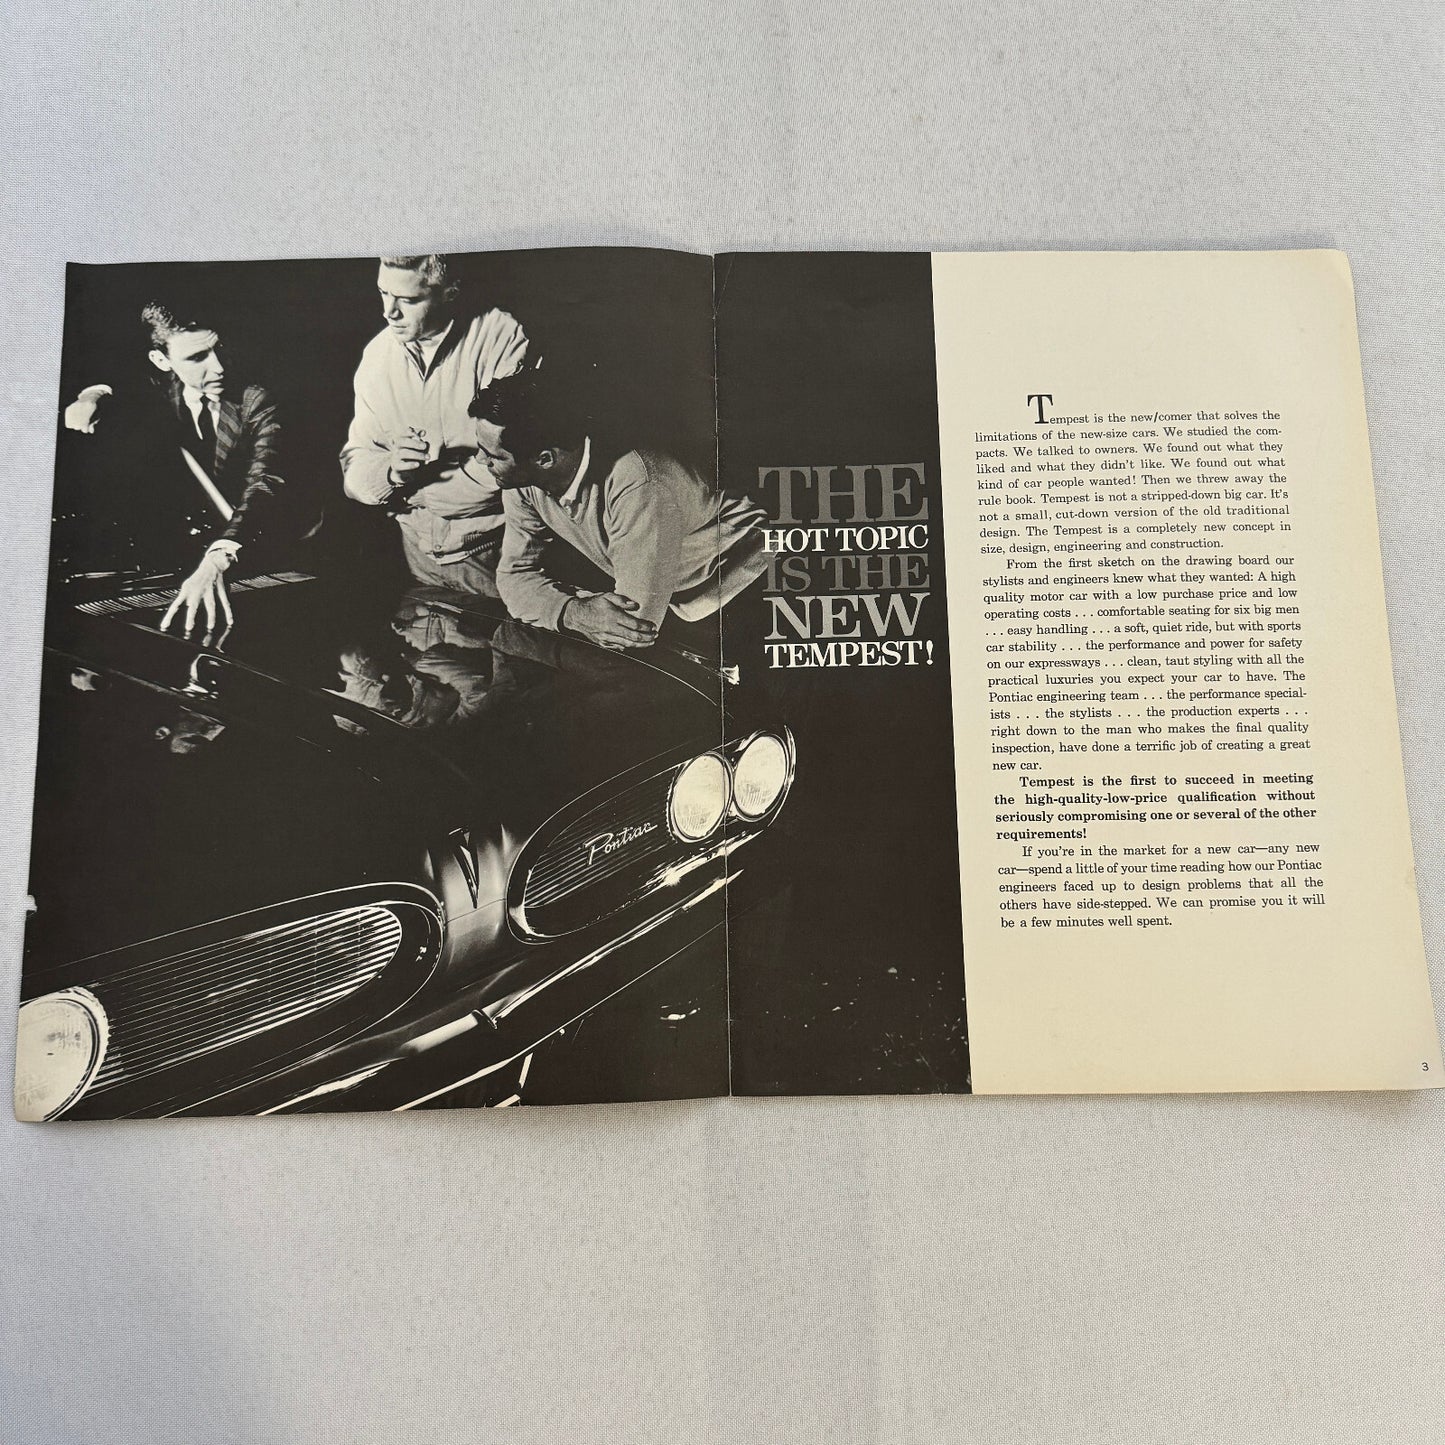 THE
HOT TOPIC
IS THE
NEW
TEMPEST!
Pontiac
Tempest is the new/comer that solves the
limitations of the new-size cars. We studied the com-
pacts. We talked to owners. We found out what they
liked and what they didn't like. We found out what
kind of car people wanted! Then we threw away the
rule book. Tempest is not a stripped-down big car. It's
not a small, cut-down version of the old traditional
design. The Tempest is a completely new concept in
size, design, engineering and construction.
From the first sketch on the drawing board our
stylists and engineers knew what they wanted: A high
quality motor car with a low purchase price and low
operating costs . . . comfortable seating for six big men
. . . easy handling . . . a soft, quiet ride, but with sports
car stability . . . the performance and power for safety
on our expressways . . . clean, taut styling with all the
practical luxuries you expect your car to have. The
Pontiac engineering team . . . the performance special-
ists . . . the stylists . . . the production experts . . .
right down to the man who makes the final quality
inspection, have done a terrific job of creating a great
new car.
Tempest is the first to succeed in meeting
the high-quality-low-price qualification without
seriously compromising one or several of the other
requirements!
If you're in the market for a new car—any new
car—spend a little of your time reading how our Pontiac
engineers faced up to design problems that all the
others have side-stepped. We can promise you it will
be a few minutes well spent.
3